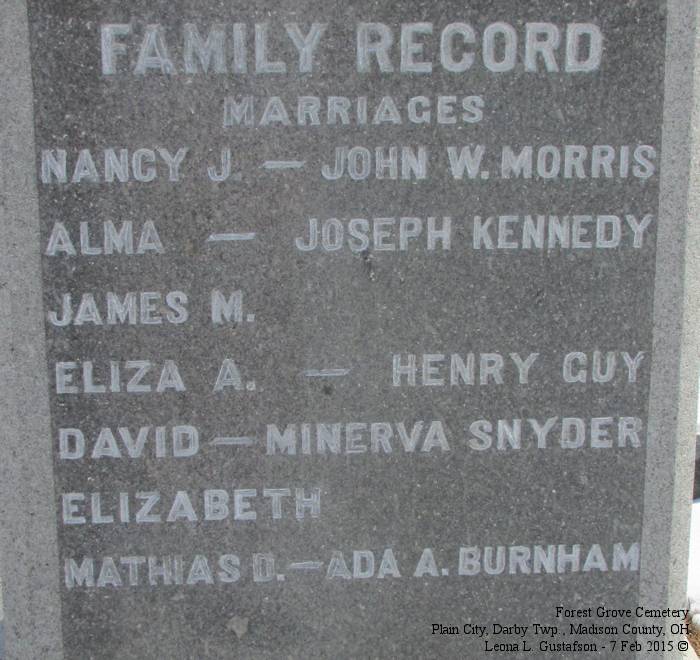 FAMILY RECORD
MARRIAGES
NANCY J. — JOHN W. MORRIS
ALMA — JOSEPH KENNEDY
JAMES M.
ELIZA A. — HENRY GUY
DAVID — MINERVA SNYDER
ELIZABETH
MATHIAS D. — ADA A. BURNHAM
Forest Grove Cemetery
Plain City, Darby Twp., Madison County, OH
Leona L. Gustafson - 7 Feb 2015 ©